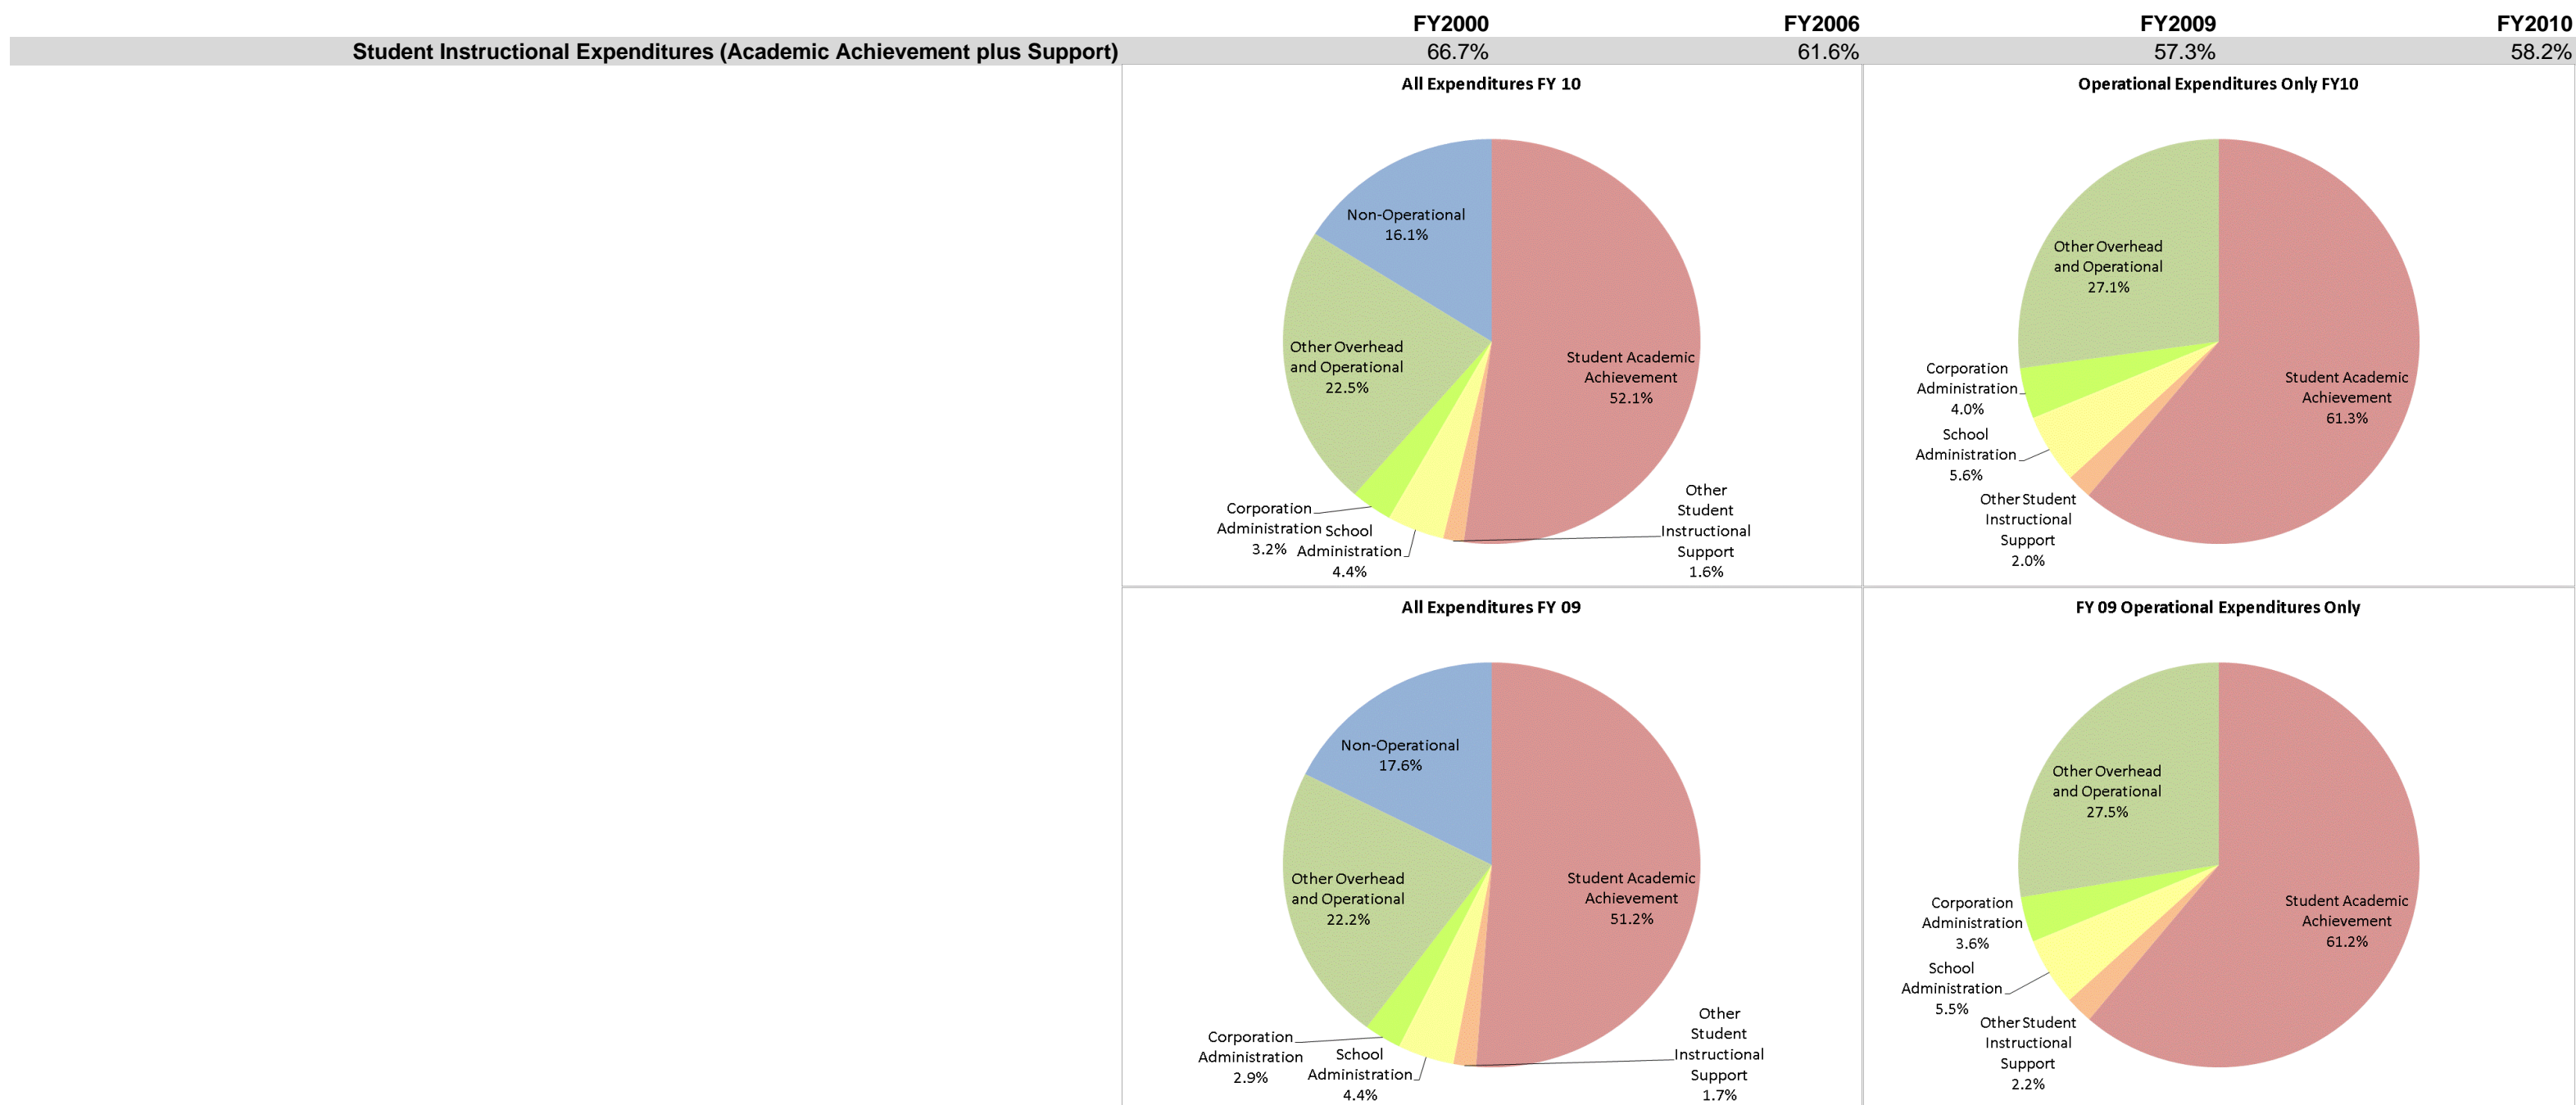 FY2000 FY2006 FY2009 FY2010
Student Instructional Expenditures (Academic Achievement plus Support) 66.7% 61.6% 57.3% 58.2%
All Expenditures FY 10
Non-Operational
16.1%
Other Overhead
and Operational
22.5%
Student Academic
Achievement
52.1%
Corporation
Administration
3.2%
School
Administration
4.4%
Other
Student
Instructional
Support
1.6%
Operational Expenditures Only FY10
Other Overhead
and Operational
27.1%
Corporation
Administration
4.0%
School
Administration
5.6%
Other Student
Instructional
Support
2.0%
Student Academic
Achievement
61.3%
All Expenditures FY 09
Non-Operational
17.6%
Other Overhead
and Operational
22.2%
Student Academic
Achievement
51.2%
Corporation
Administration
2.9%
School
Administration
4.4%
Other
Student
Instructional
Support
1.7%
FY 09 Operational Expenditures Only
Other Overhead
and Operational
27.5%
Corporation
Administration
3.6%
School
Administration
5.5%
Other Student
Instructional
Support
2.2%
Student Academic
Achievement
61.2%